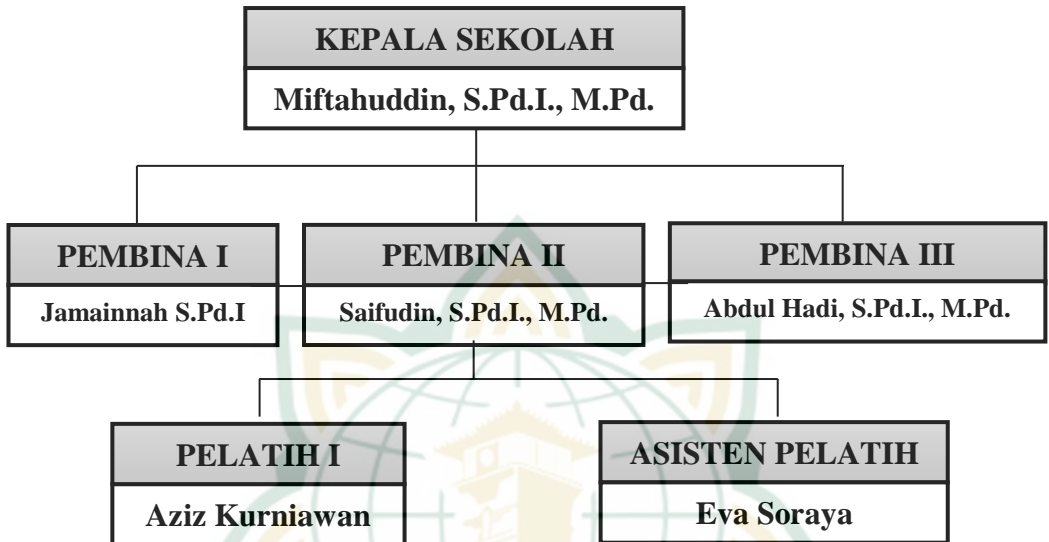 KEPALA SEKOLAH
Miftahuddin, S.Pd.I., M.Pd.
PEMBINA I
Jamainnah S.Pd.I
PEMBINA II
Saifudin, S.Pd.I., M.Pd.
PEMBINA III
Abdul Hadi, S.Pd.I., M.Pd.
PELATIH I
Aziz Kurniawan
ASISTEN PELATIH
Eva Soraya